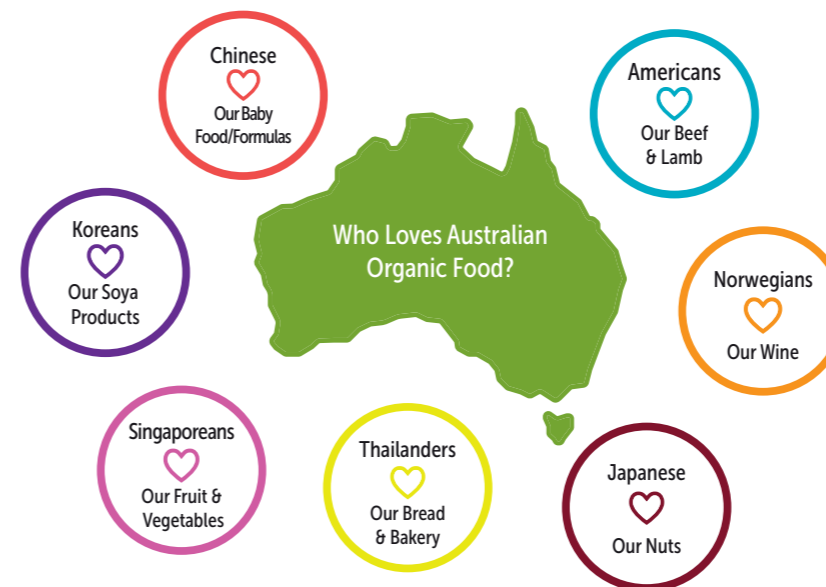 Chinese
Our Baby
Food/Formulas
Americans
Our Beef
& Lamb
Koreans
Our Soya
Products
Who Loves Australian
Organic Food?
Norwegians
Our Wine
Singaporeans
Our Fruit &
Vegetables
Thailanders
Our Bread
& Bakery
Japanese
Our Nuts